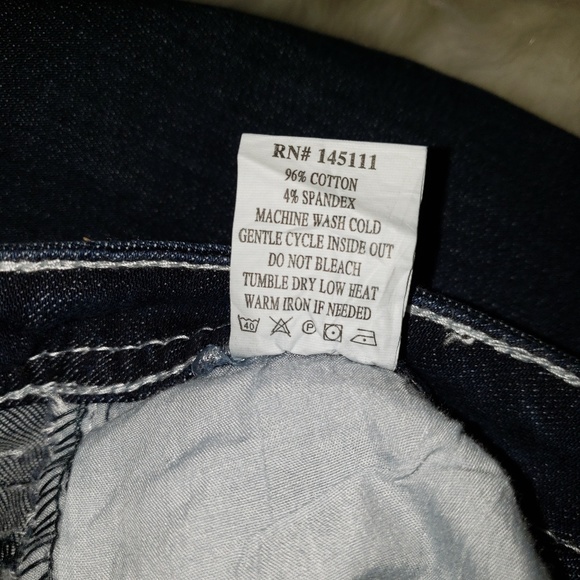 RN# 145111
96% COTTON
4% SPANDEX
MACHINE WASH COLD
GENTLE CYCLE INSIDE OUT
DO NOT BLEACH
TUMBLE DRY LOW HEAT
WARM IRON IF NEEDED
40 P